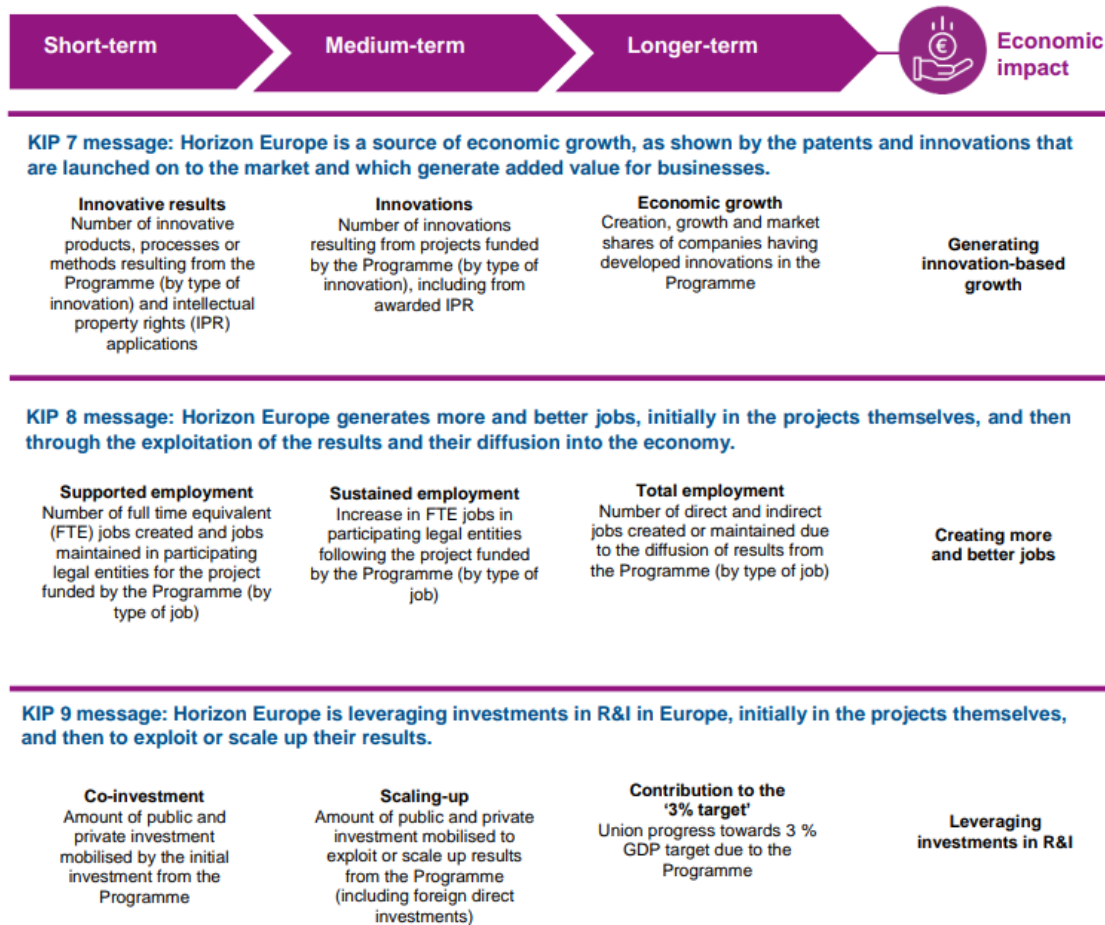 Short-term
Medium-term
Longer-term
€
Economic
impact
KIP 7 message: Horizon Europe is a source of economic growth, as shown by the patents and innovations that
are launched on to the market and which generate added value for businesses.
Innovative results
Number of innovative
products, processes or
methods resulting from the
Programme (by type of
innovation) and intellectual
property rights (IPR)
applications
Innovations
Number of innovations
resulting from projects funded
by the Programme (by type of
innovation), including from
awarded IPR
Economic growth
Creation, growth and market
shares of companies having
developed innovations in the
Programme
Generating
innovation-based
growth
KIP 8 message: Horizon Europe generates more and better jobs, initially in the projects themselves, and then
through the exploitation of the results and their diffusion into the economy.
Supported employment
Number of full time equivalent
(FTE) jobs created and jobs
maintained in participating
legal entities for the project
funded by the Programme (by
type of job)
Sustained employment
Increase in FTE jobs in
participating legal entities
following the project funded
by the Programme (by type of
job)
Total employment
Number of direct and indirect
jobs created or maintained due
to the diffusion of results from
the Programme (by type of job)
Creating more
and better jobs
KIP 9 message: Horizon Europe is leveraging investments in R&I in Europe, initially in the projects themselves,
and then to exploit or scale up their results.
Co-investment
Amount of public and
private investment
mobilised by the initial
investment from the
Programme
Scaling-up
Amount of public and private
investment mobilised to
exploit or scale up results
from the Programme
(including foreign direct
investments)
Contribution to the
‘3% target’
Union progress towards 3 %
GDP target due to the
Programme
Leveraging
investments in R&I